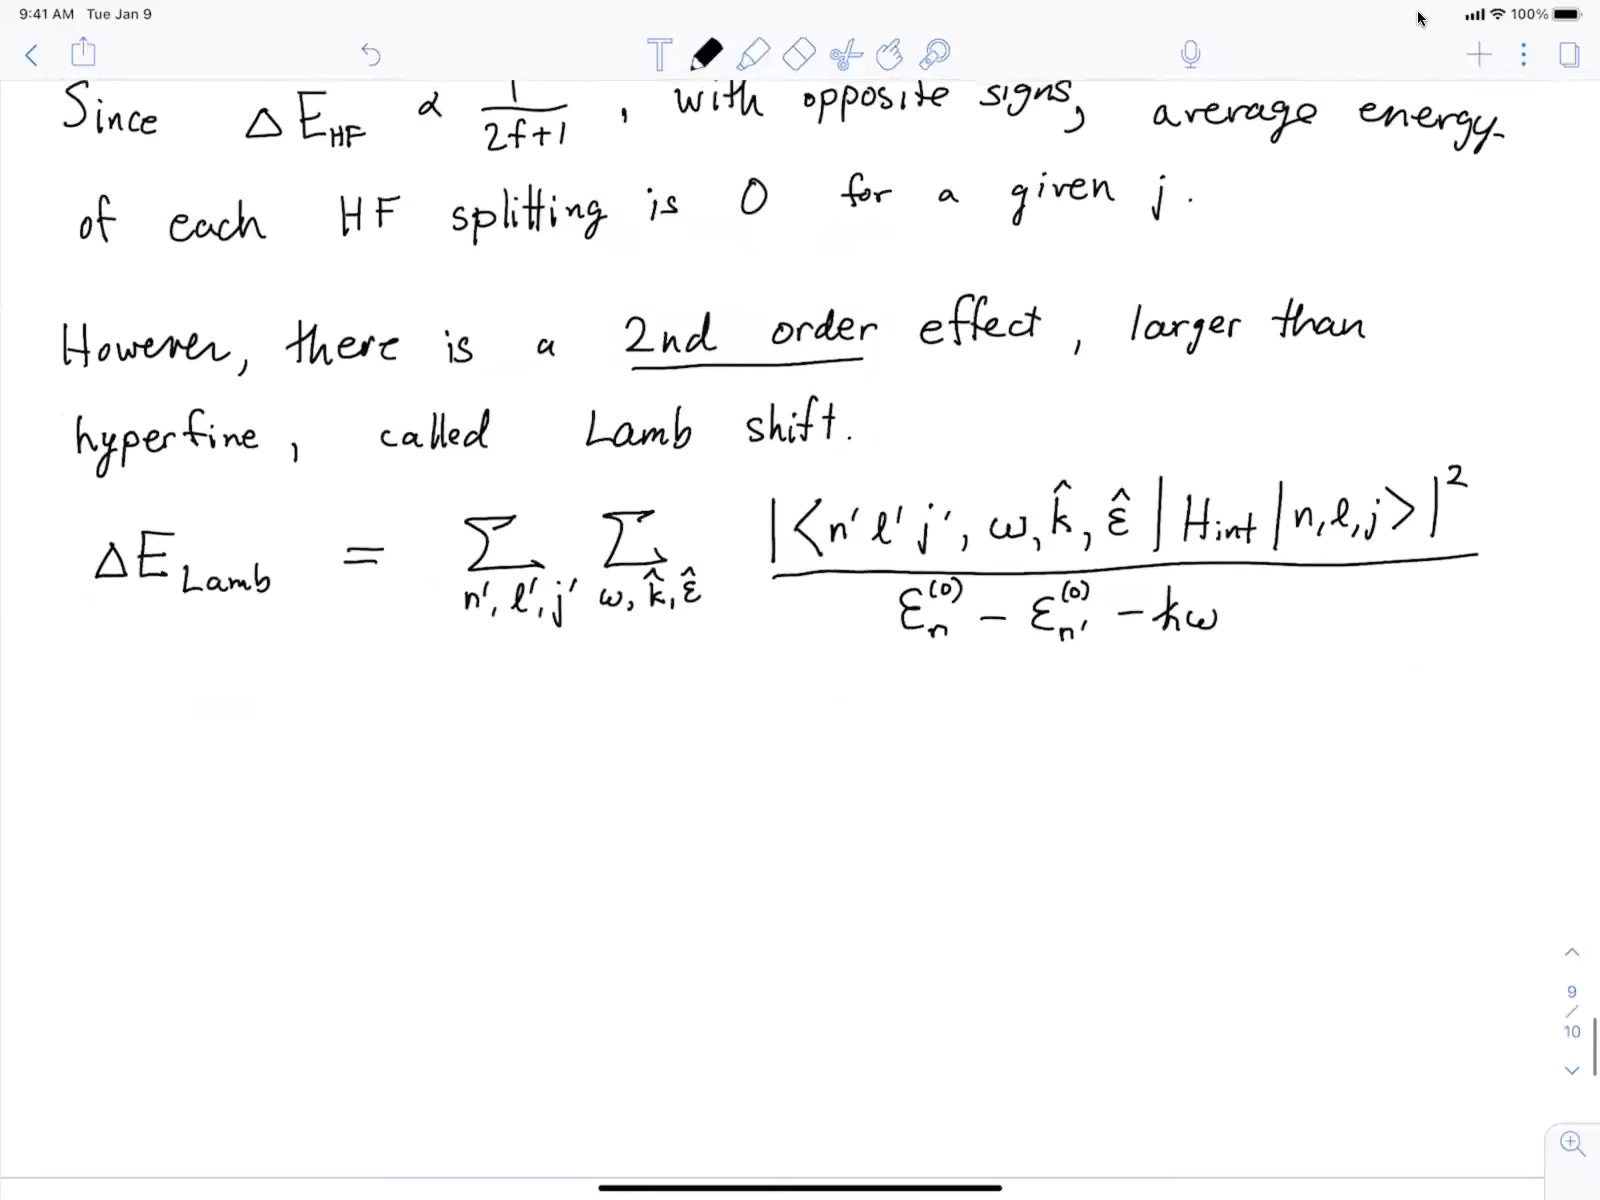 9:41 AM Tue Jan 9 100%
Since ΔE_HF ∝ 1/(2f+1), with opposite signs, average energy
of each HF splitting is 0 for a given j.
However, there is a 2nd order effect, larger than
hyperfine, called Lamb shift.
ΔE_Lamb = Σ_{n', l', j'} Σ_{ω, k̂, ε̂} |<n' l' j', ω, k̂, ε̂ | H_int | n, l, j>|² / (ε_n^(0) − ε_n'^(0) − ħω)
9
/
10